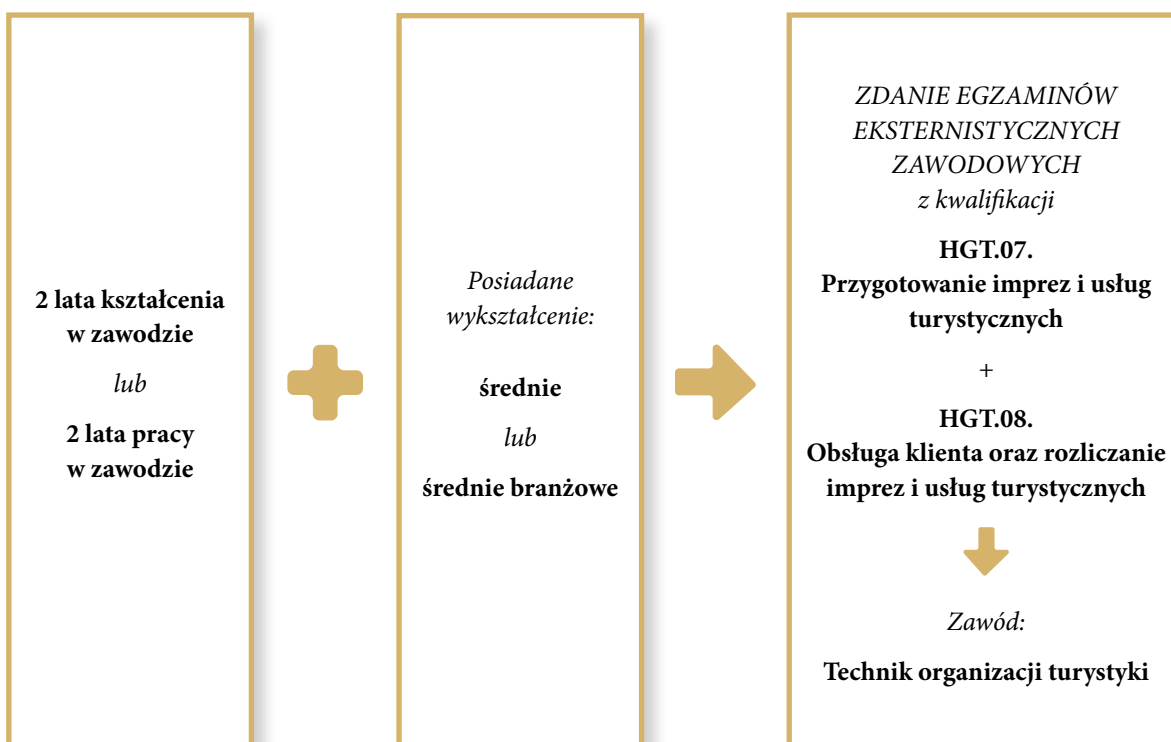 2 lata kształcenia
w zawodzie
lub
2 lata pracy
w zawodzie
Posiadane
wykształcenie:
średnie
lub
średnie branżowe
ZDANIE EGZAMINÓW
EKSTERNISTYCZNYCH
ZAWODOWYCH
z kwalifikacji
HGT.07.
Przygotowanie imprez i usług
turystycznych
+
HGT.08.
Obsługa klienta oraz rozliczanie
imprez i usług turystycznych
Zawód:
Technik organizacji turystyki